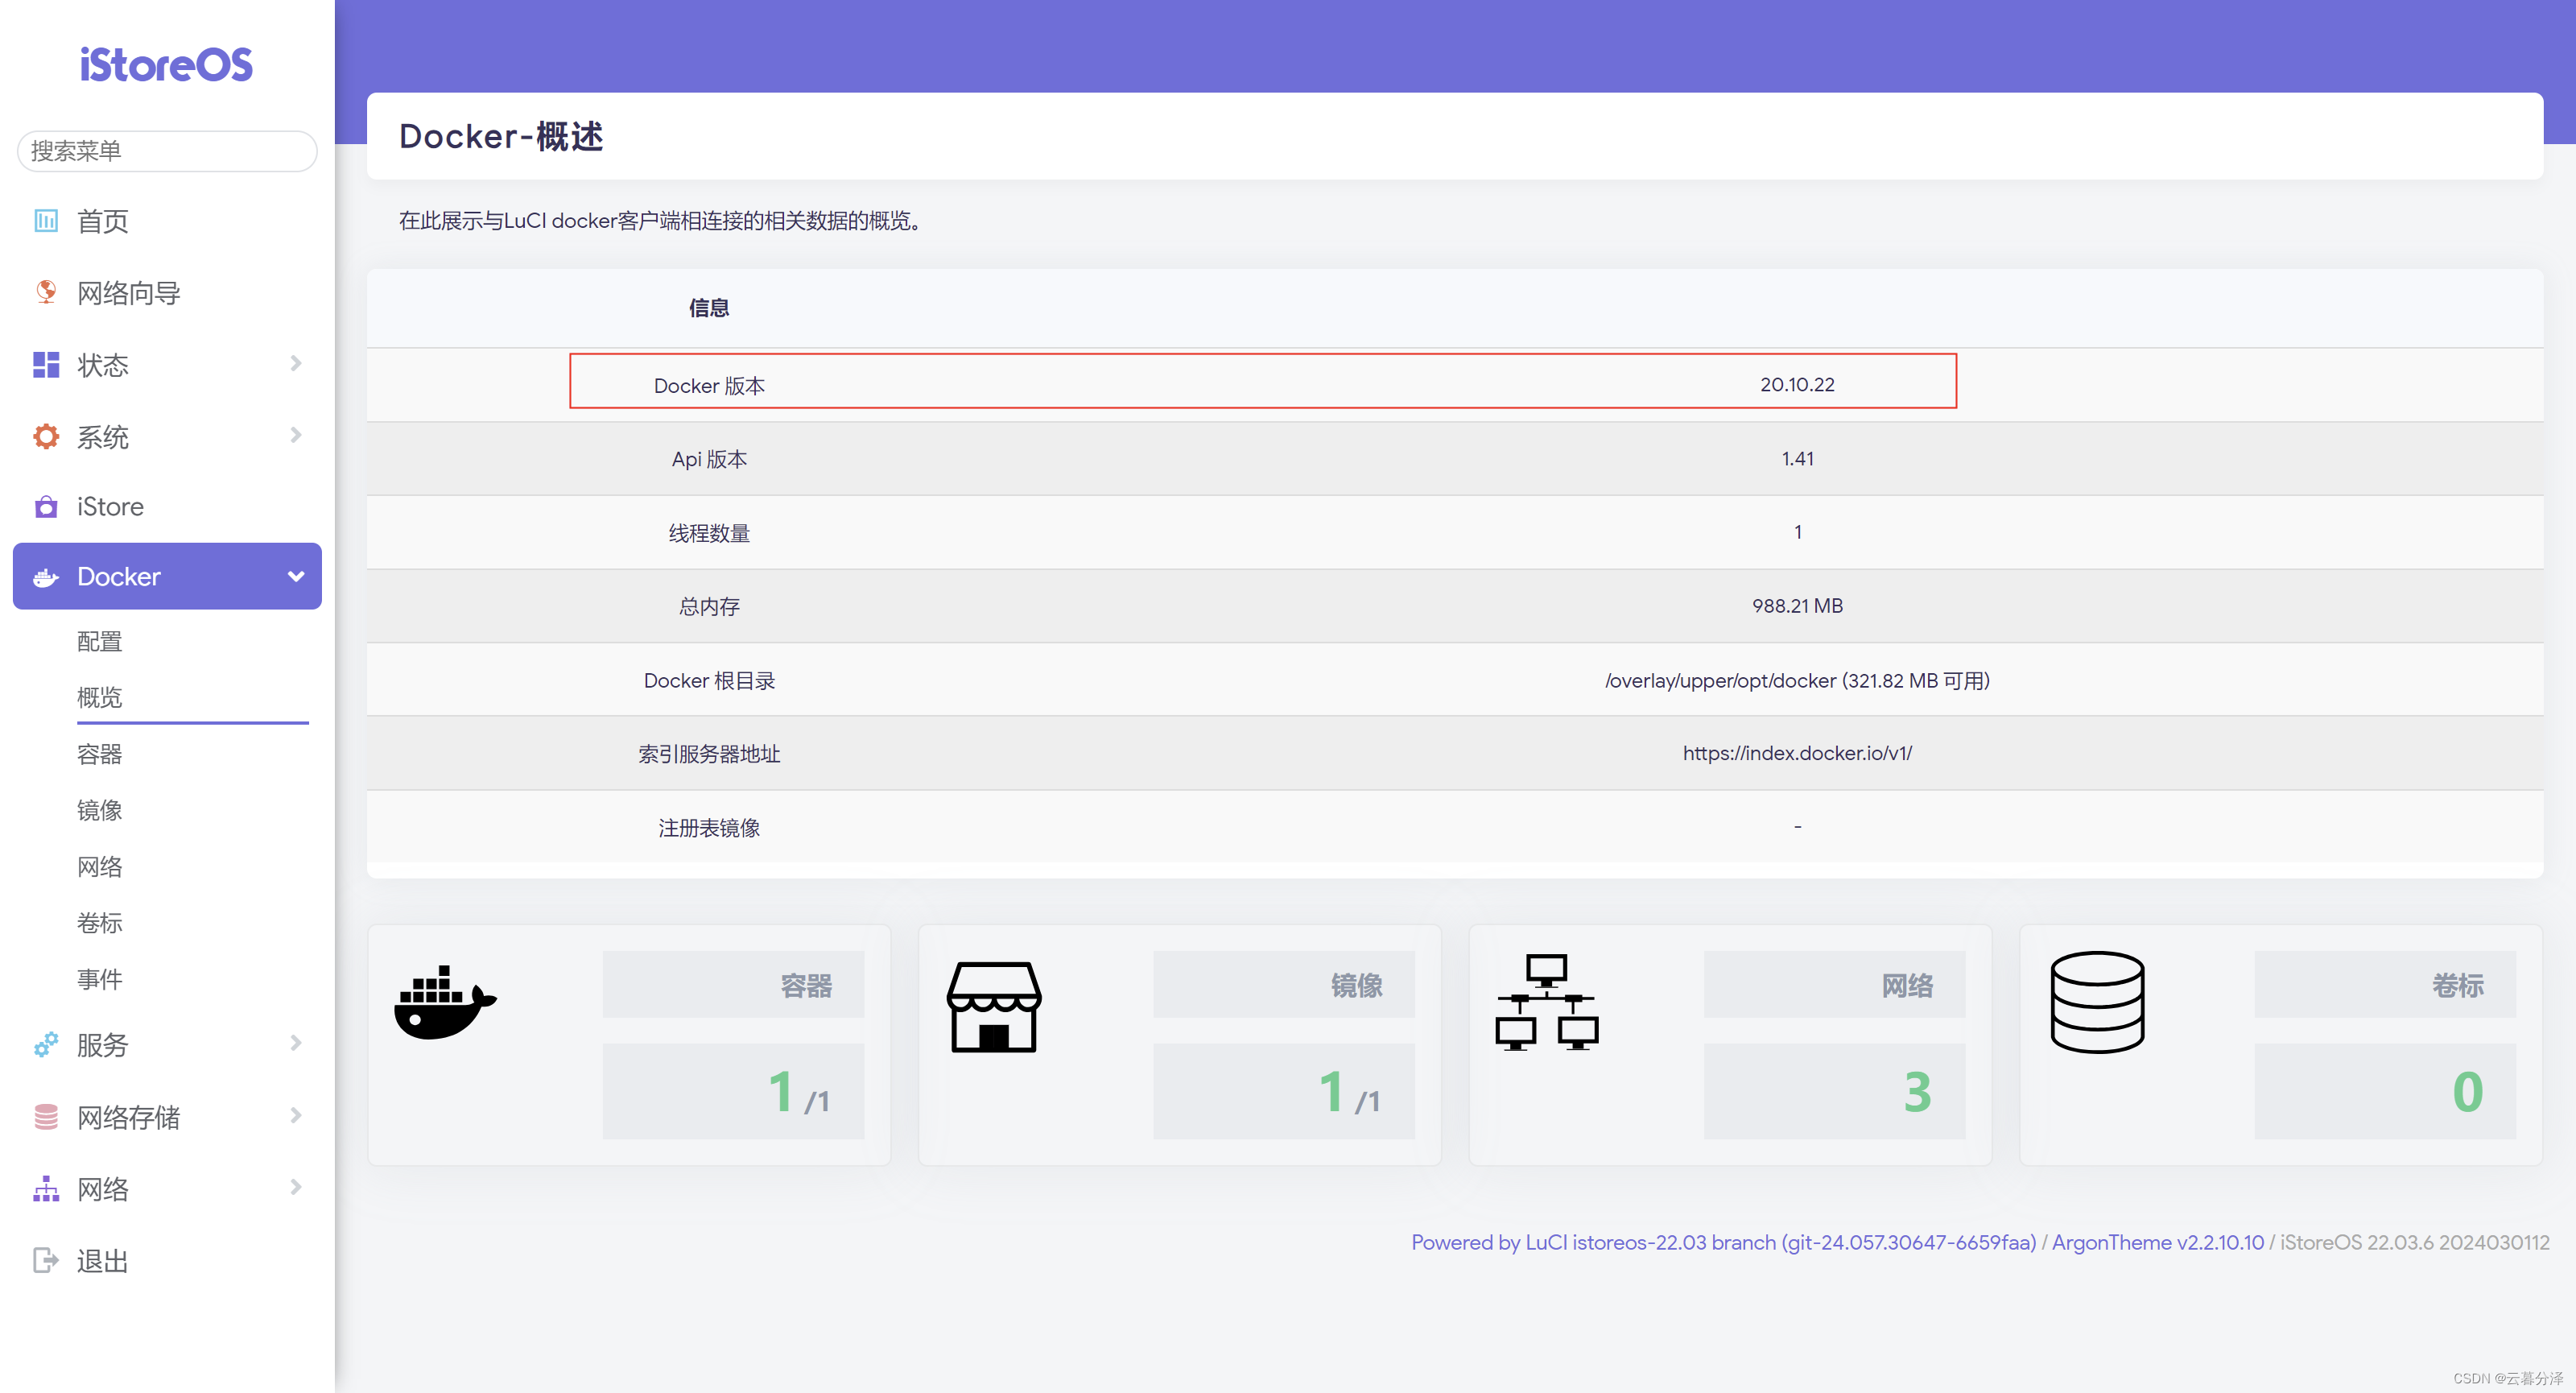 iStoreOS
搜索菜单
首页
网络向导
状态
系统
iStore
Docker
配置
概览
容器
镜像
网络
卷标
事件
服务
网络存储
网络
退出
Docker-概述
在此展示与LuCI docker客户端相连接的相关数据的概览。
信息
Docker 版本 20.10.22
Api 版本 1.41
线程数量 1
总内存 988.21 MB
Docker 根目录 /overlay/upper/opt/docker (321.82 MB 可用)
索引服务器地址 https://index.docker.io/v1/
注册表镜像 -
容器
1 /1
镜像
1 /1
网络
3
卷标
0
Powered by LuCI istoreos-22.03 branch (git-24.057.30647-6659faa) / ArgonTheme v2.2.10.10 / iStoreOS 22.03.6 2024030112
CSDN @云暮分泽